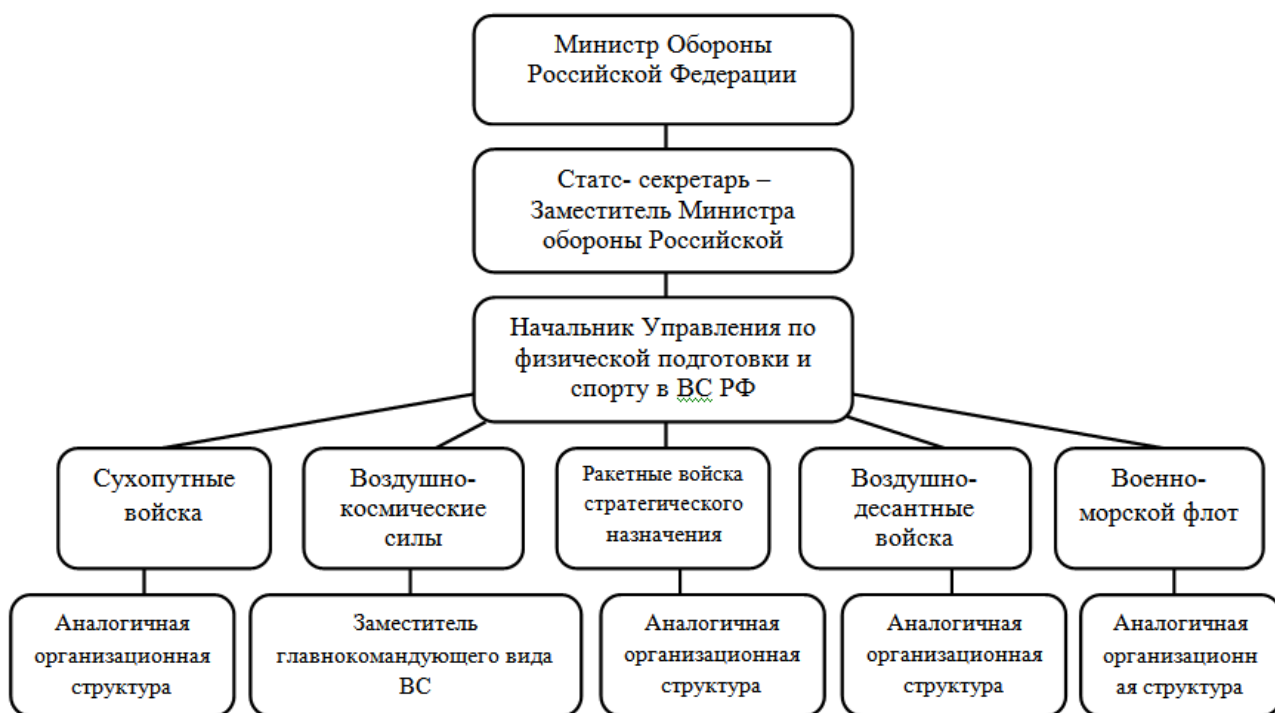 Министр Обороны
Российской Федерации
Статс- секретарь –
Заместитель Министра
обороны Российской
Начальник Управления по
физической подготовки и
спорту в ВС РФ
Сухопутные
войска
Воздушно-
космические
силы
Ракетные войска
стратегического
назначения
Воздушно-
десантные
войска
Военно-
морской флот
Аналогичная
организационная
структура
Заместитель
главнокомандующего вида
ВС
Аналогичная
организационная
структура
Аналогичная
организационная
структура
Аналогичная
организационн
ая структура